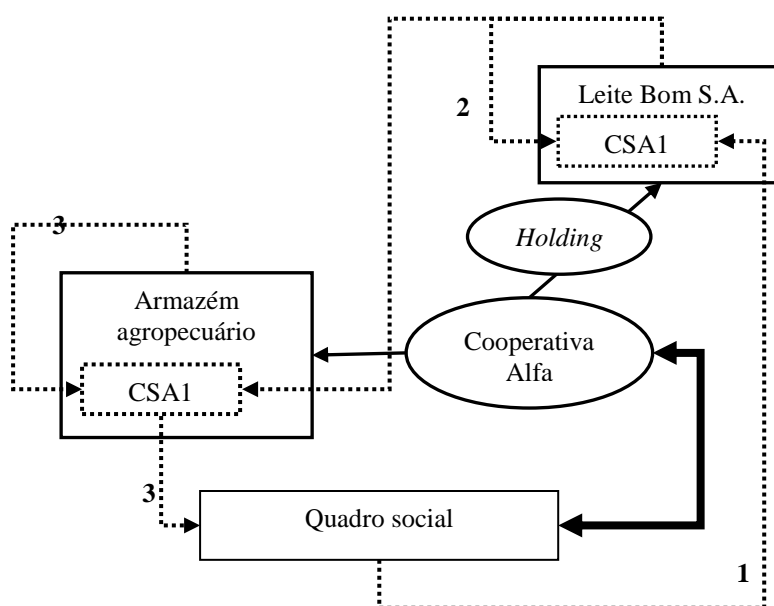 Leite Bom S.A.
2
CSA1
3
Holding
Armazém
agropecuário
Cooperativa
Alfa
CSA1
3
Quadro social
1